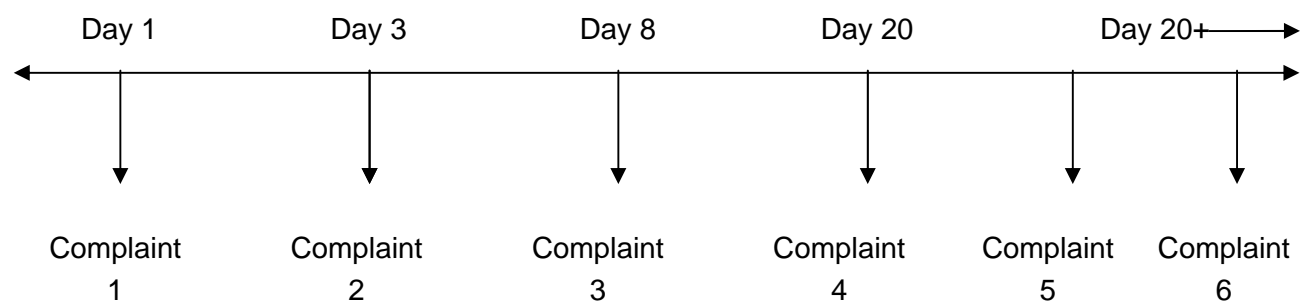 Day 1 Day 3 Day 8 Day 20 Day 20+
Complaint Complaint Complaint Complaint Complaint Complaint
1 2 3 4 5 6